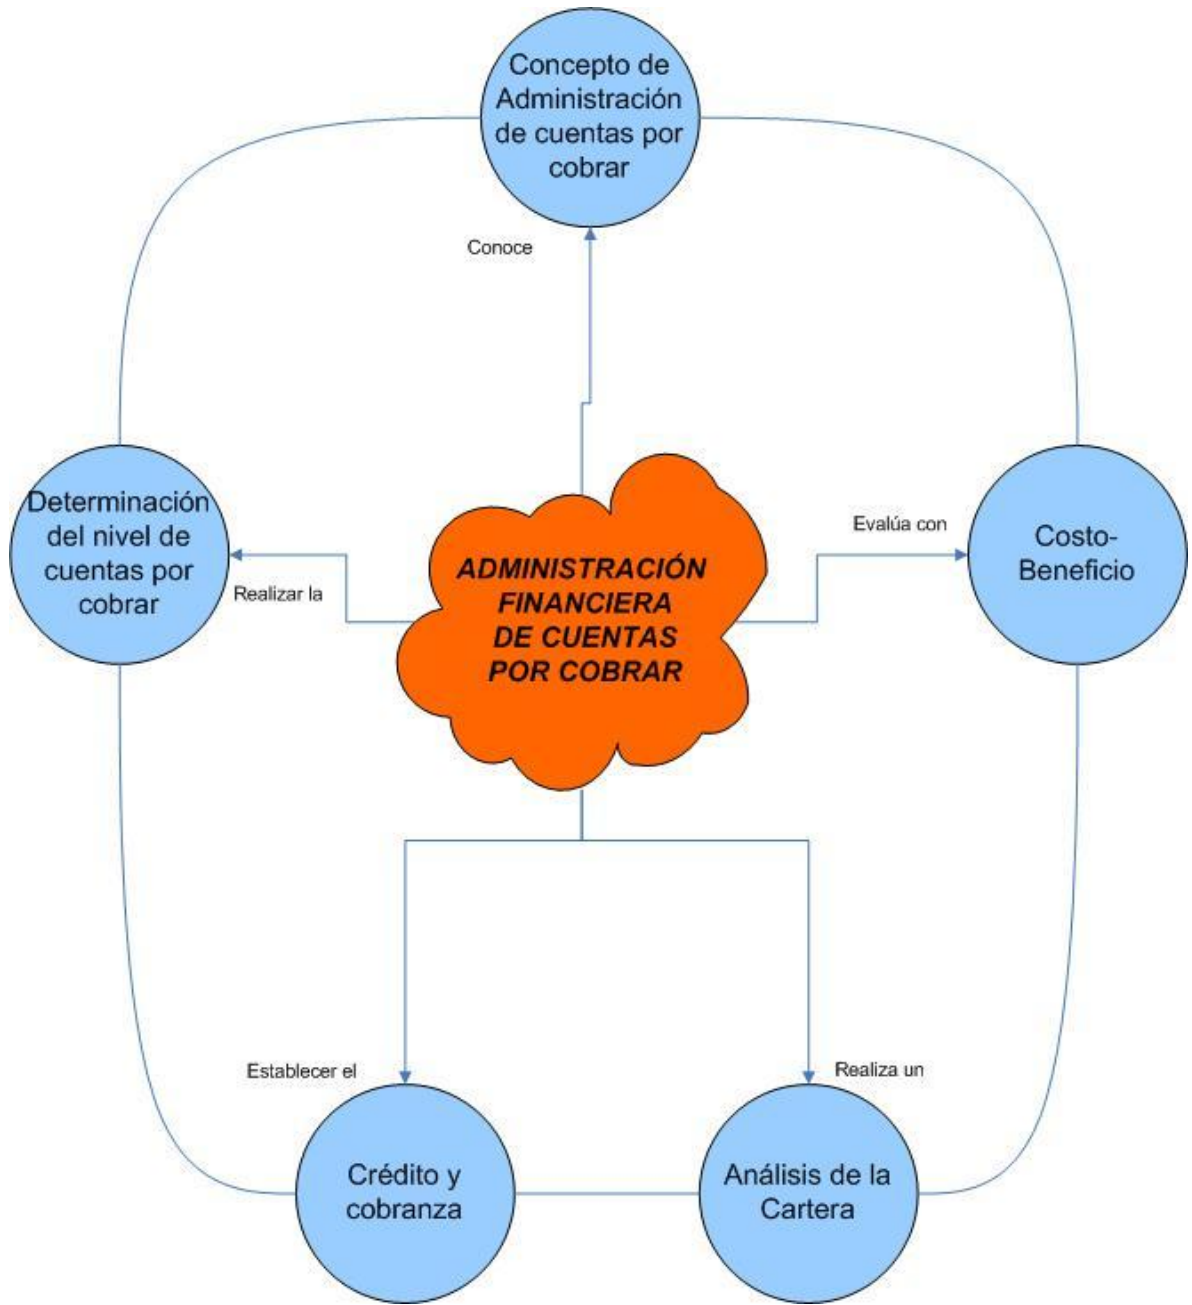 Concepto de
Administración
de cuentas por
cobrar
Conoce
Determinación
del nivel de
cuentas por
cobrar
Realizar la
ADMINISTRACIÓN
FINANCIERA
DE CUENTAS
POR COBRAR
Evalúa con
Costo-
Beneficio
Establecer el
Crédito y
cobranza
Realiza un
Análisis de la
Cartera